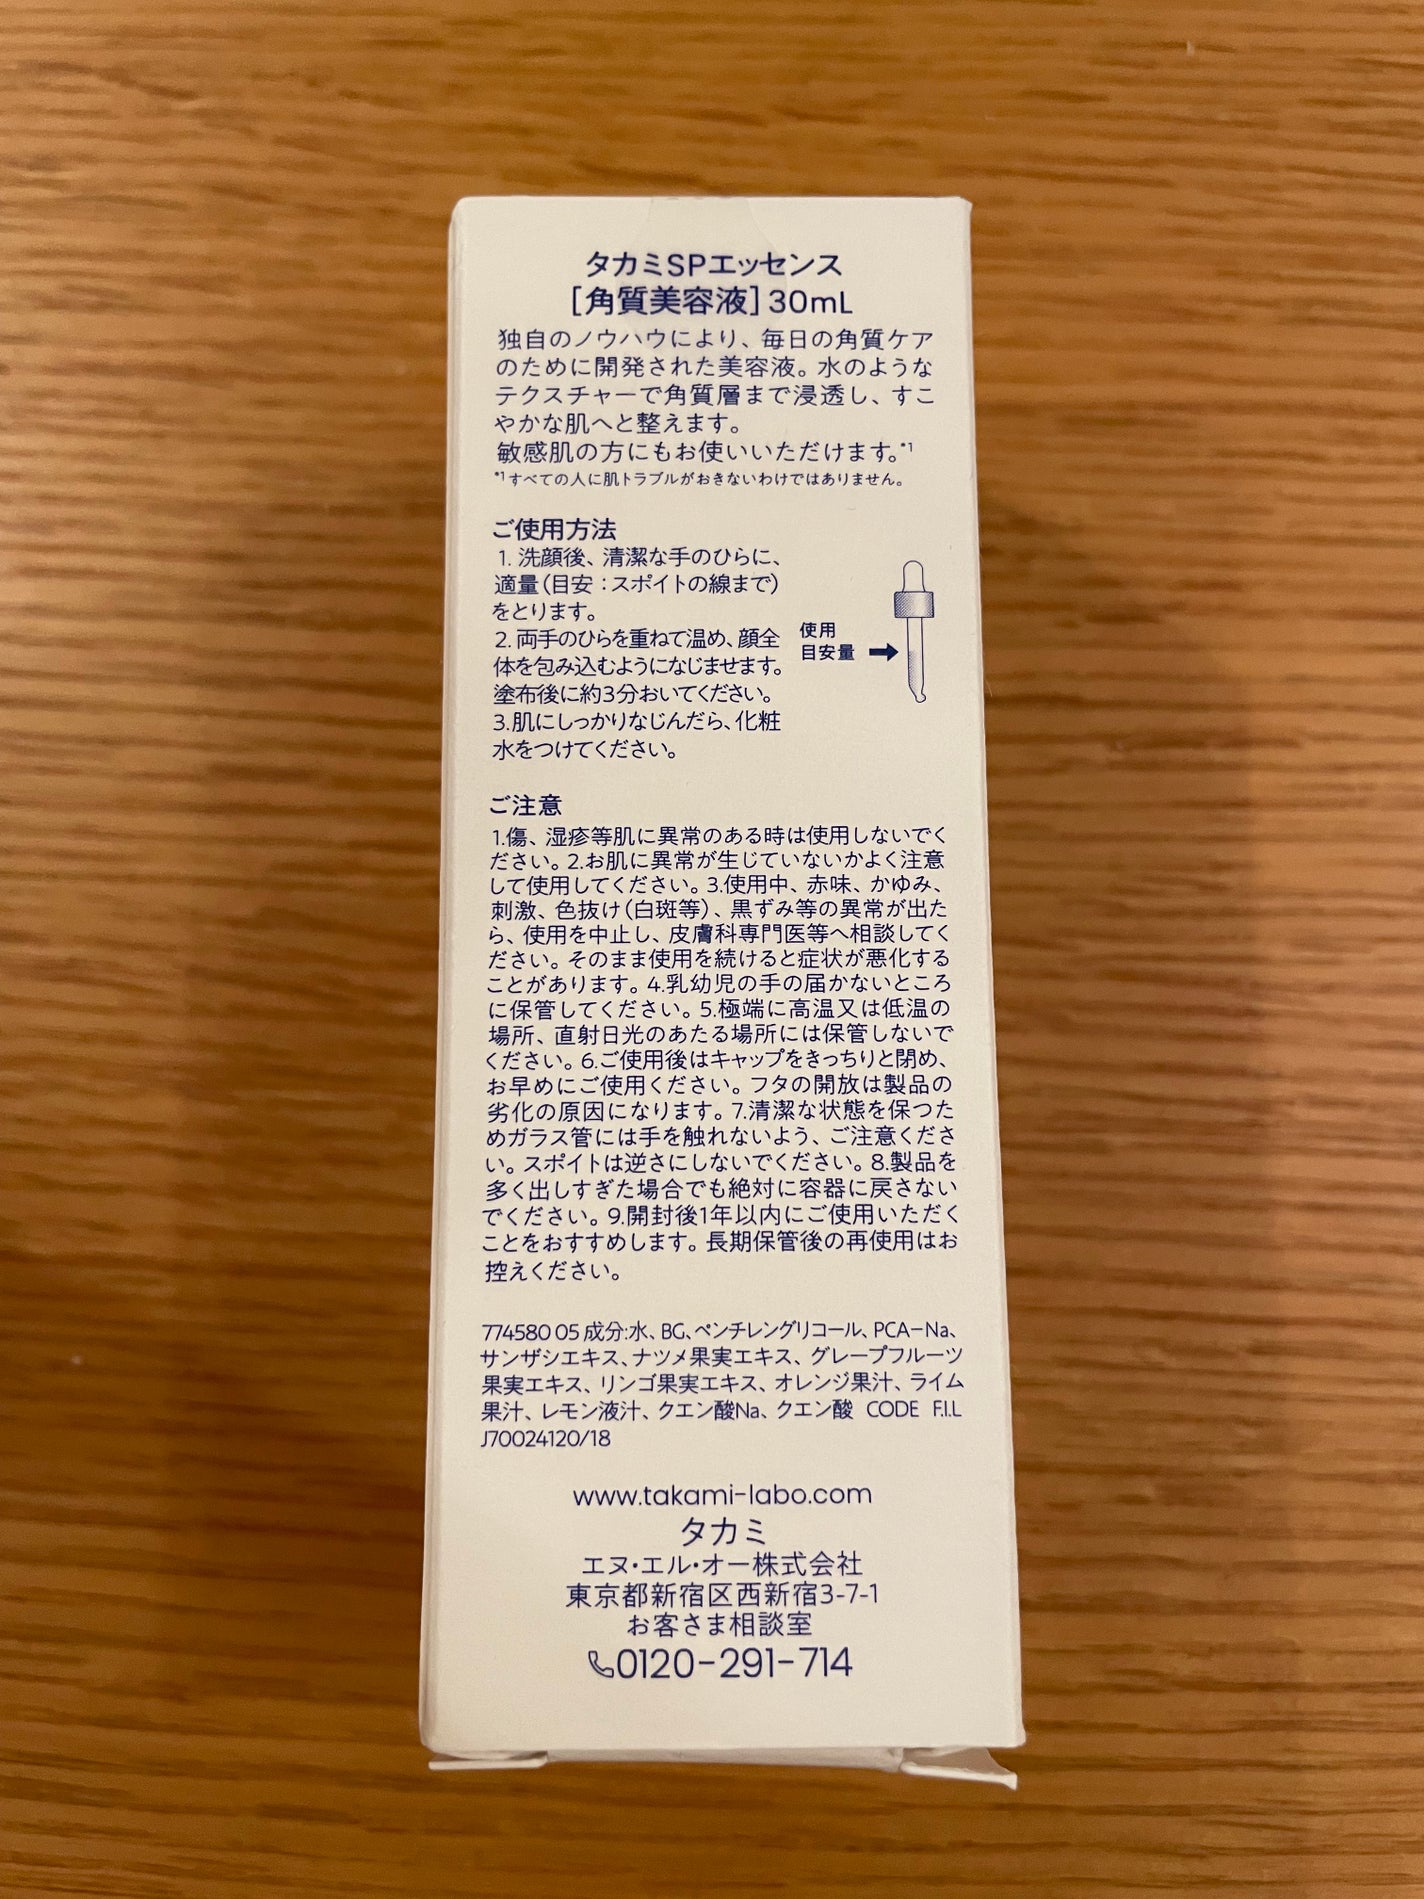 タカミSPエッセンス
[角質美容液]30mL
独自のノウハウにより、毎日の角質ケア
のために開発された美容液。水のような
テクスチャーで角質層まで浸透し、すこ
やかな肌へと整えます。
敏感肌の方にもお使いいただけます。*1
*1すべての人に肌トラブルがおきないわけではありません。
ご使用方法
1. 洗顔後、清潔な手のひらに、
適量(目安:スポイトの線まで)
をとります。
2. 両手のひらを重ねて温め、顔全
体を包み込むようになじませます。
塗布後に約3分おいてください。
3.肌にしっかりなじんだら、化粧
水をつけてください。
使用
目安量
ご注意
1.傷、湿疹等肌に異常のある時は使用しないでく
ださい。2.お肌に異常が生じていないかよく注意
して使用してください。3.使用中、赤味、かゆみ、
刺激、色抜け(白斑等)、黒ずみ等の異常が出た
ら、使用を中止し、皮膚科専門医等へ相談してく
ださい。そのまま使用を続けると症状が悪化する
ことがあります。4.乳幼児の手の届かないところ
に保管してください。5.極端に高温又は低温の
場所、直射日光のあたる場所には保管しないで
ください。6.ご使用後はキャップをきっちりと閉め、
お早めにご使用ください。フタの開放は製品の
劣化の原因になります。7.清潔な状態を保つた
めガラス管には手を触れないよう、ご注意くださ
い。スポイトは逆さにしないでください。8.製品を
多く出しすぎた場合でも絶対に容器に戻さない
でください。9.開封後1年以内にご使用いただく
ことをおすすめします。長期保管後の再使用はお
控えください。
774580 05 成分:水、BG、ペンチレングリコール、PCA-Na、
サンザシエキス、ナツメ果実エキス、グレープフルーツ
果実エキス、リンゴ果実エキス、オレンジ果汁、ライム
果汁、レモン液汁、クエン酸Na、クエン酸 CODE F.I.L
J70024120/18
www.takami-labo.com
タカミ
エヌ・エル・オー株式会社
東京都新宿区西新宿3-7-1
お客さま相談室
0120-291-714